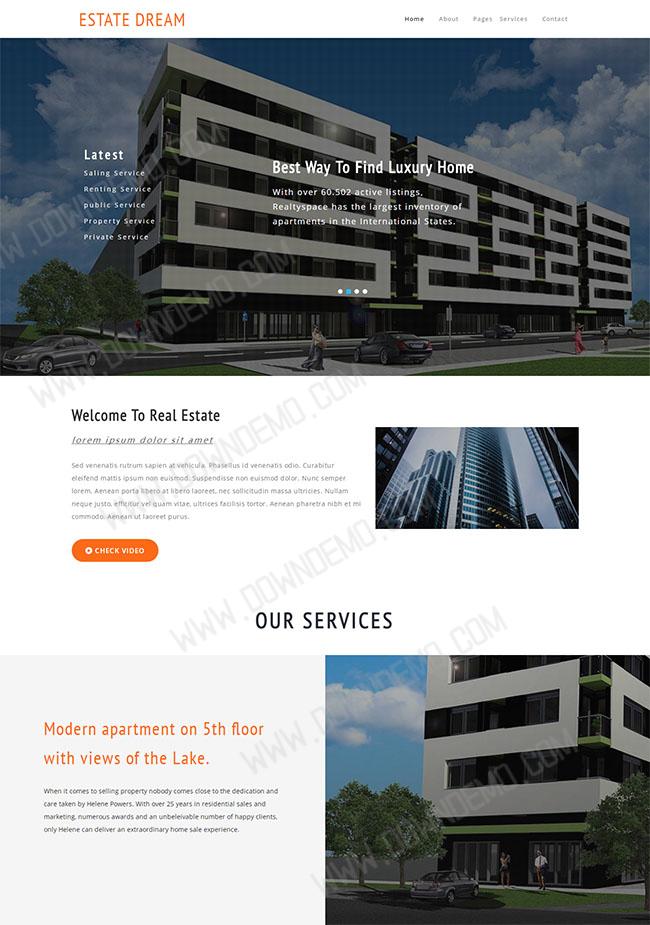 ESTATE DREAM
Home About Pages Services Contact
Latest
Saling Service
Renting Service
public Service
Property Service
Private Service
Best Way To Find Luxury Home
With over 60.502 active listings,
Realtyspace has the largest inventory of
apartments in the International States.
Welcome To Real Estate
lorem ipsum dolor sit amet
Sed venenatis rutrum sapien at vehicula. Phasellus id venenatis odio. Curabitur
eleifend mattis ipsum non euismod. Suspendisse non euismod dolor. Nunc semper
lorem. Aenean porta libero at libero laoreet, nec sollicitudin massa ultricies. Nullam
neque justo, efficitur vel quam vitae, ultrices facilisis tortor. Aenean pharetra nibh et mi
commodo. Aenean ut laoreet purus.
CHECK VIDEO
OUR SERVICES
Modern apartment on 5th floor
with views of the Lake.
When it comes to selling property nobody comes close to the dedication and
care taken by Helene Powers. With over 25 years in residential sales and
marketing, numerous awards and an unbeleivable number of happy clients,
only Helene can deliver an extraordinary home sale experience.
WWW.DOWNDEMO.COM
WWW.DOWNDEMO.COM
WWW.DOWNDEMO.COM
WWW.DOWNDEMO.COM
WWW.DOWNDEMO.COM